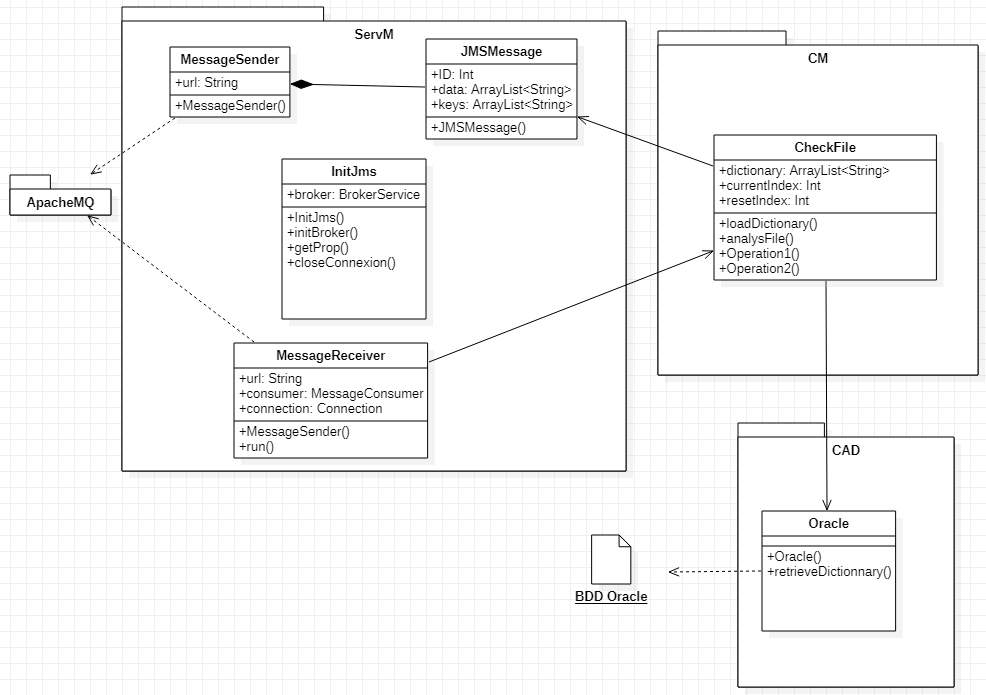 ServM
MessageSender
+url: String
+MessageSender()
JMSMessage
+ID: Int
+data: ArrayList<String>
+keys: ArrayList<String>
+JMSMessage()
CM
CheckFile
+dictionary: ArrayList<String>
+currentIndex: Int
+resetIndex: Int
+loadDictionary()
+analysFile()
+Operation1()
+Operation2()
ApacheMQ
InitJms
+broker: BrokerService
+InitJms()
+initBroker()
+getProp()
+closeConnexion()
MessageReceiver
+url: String
+consumer: MessageConsumer
+connection: Connection
+MessageSender()
+run()
CAD
Oracle
+Oracle()
+retrieveDictionnary()
BDD Oracle